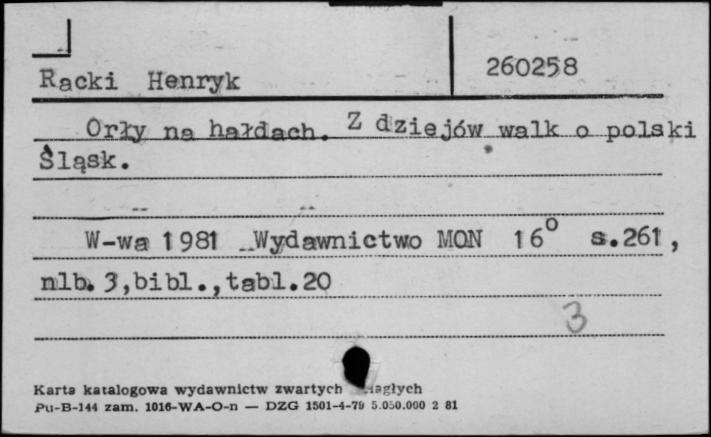 Racki Henryk
260258
Orły na hałdach. Z dziejów walk o polski
Śląsk.
W-wa 1981 Wydawnictwo MON 16° s.261,
nlb. 3,bibl.,tabl.20
3
Karta katalogowa wydawnictw zwartych
Pu-B-144 zam. 1016-WA-O-n — DZG 1501-4-79 5.050.000 2 81